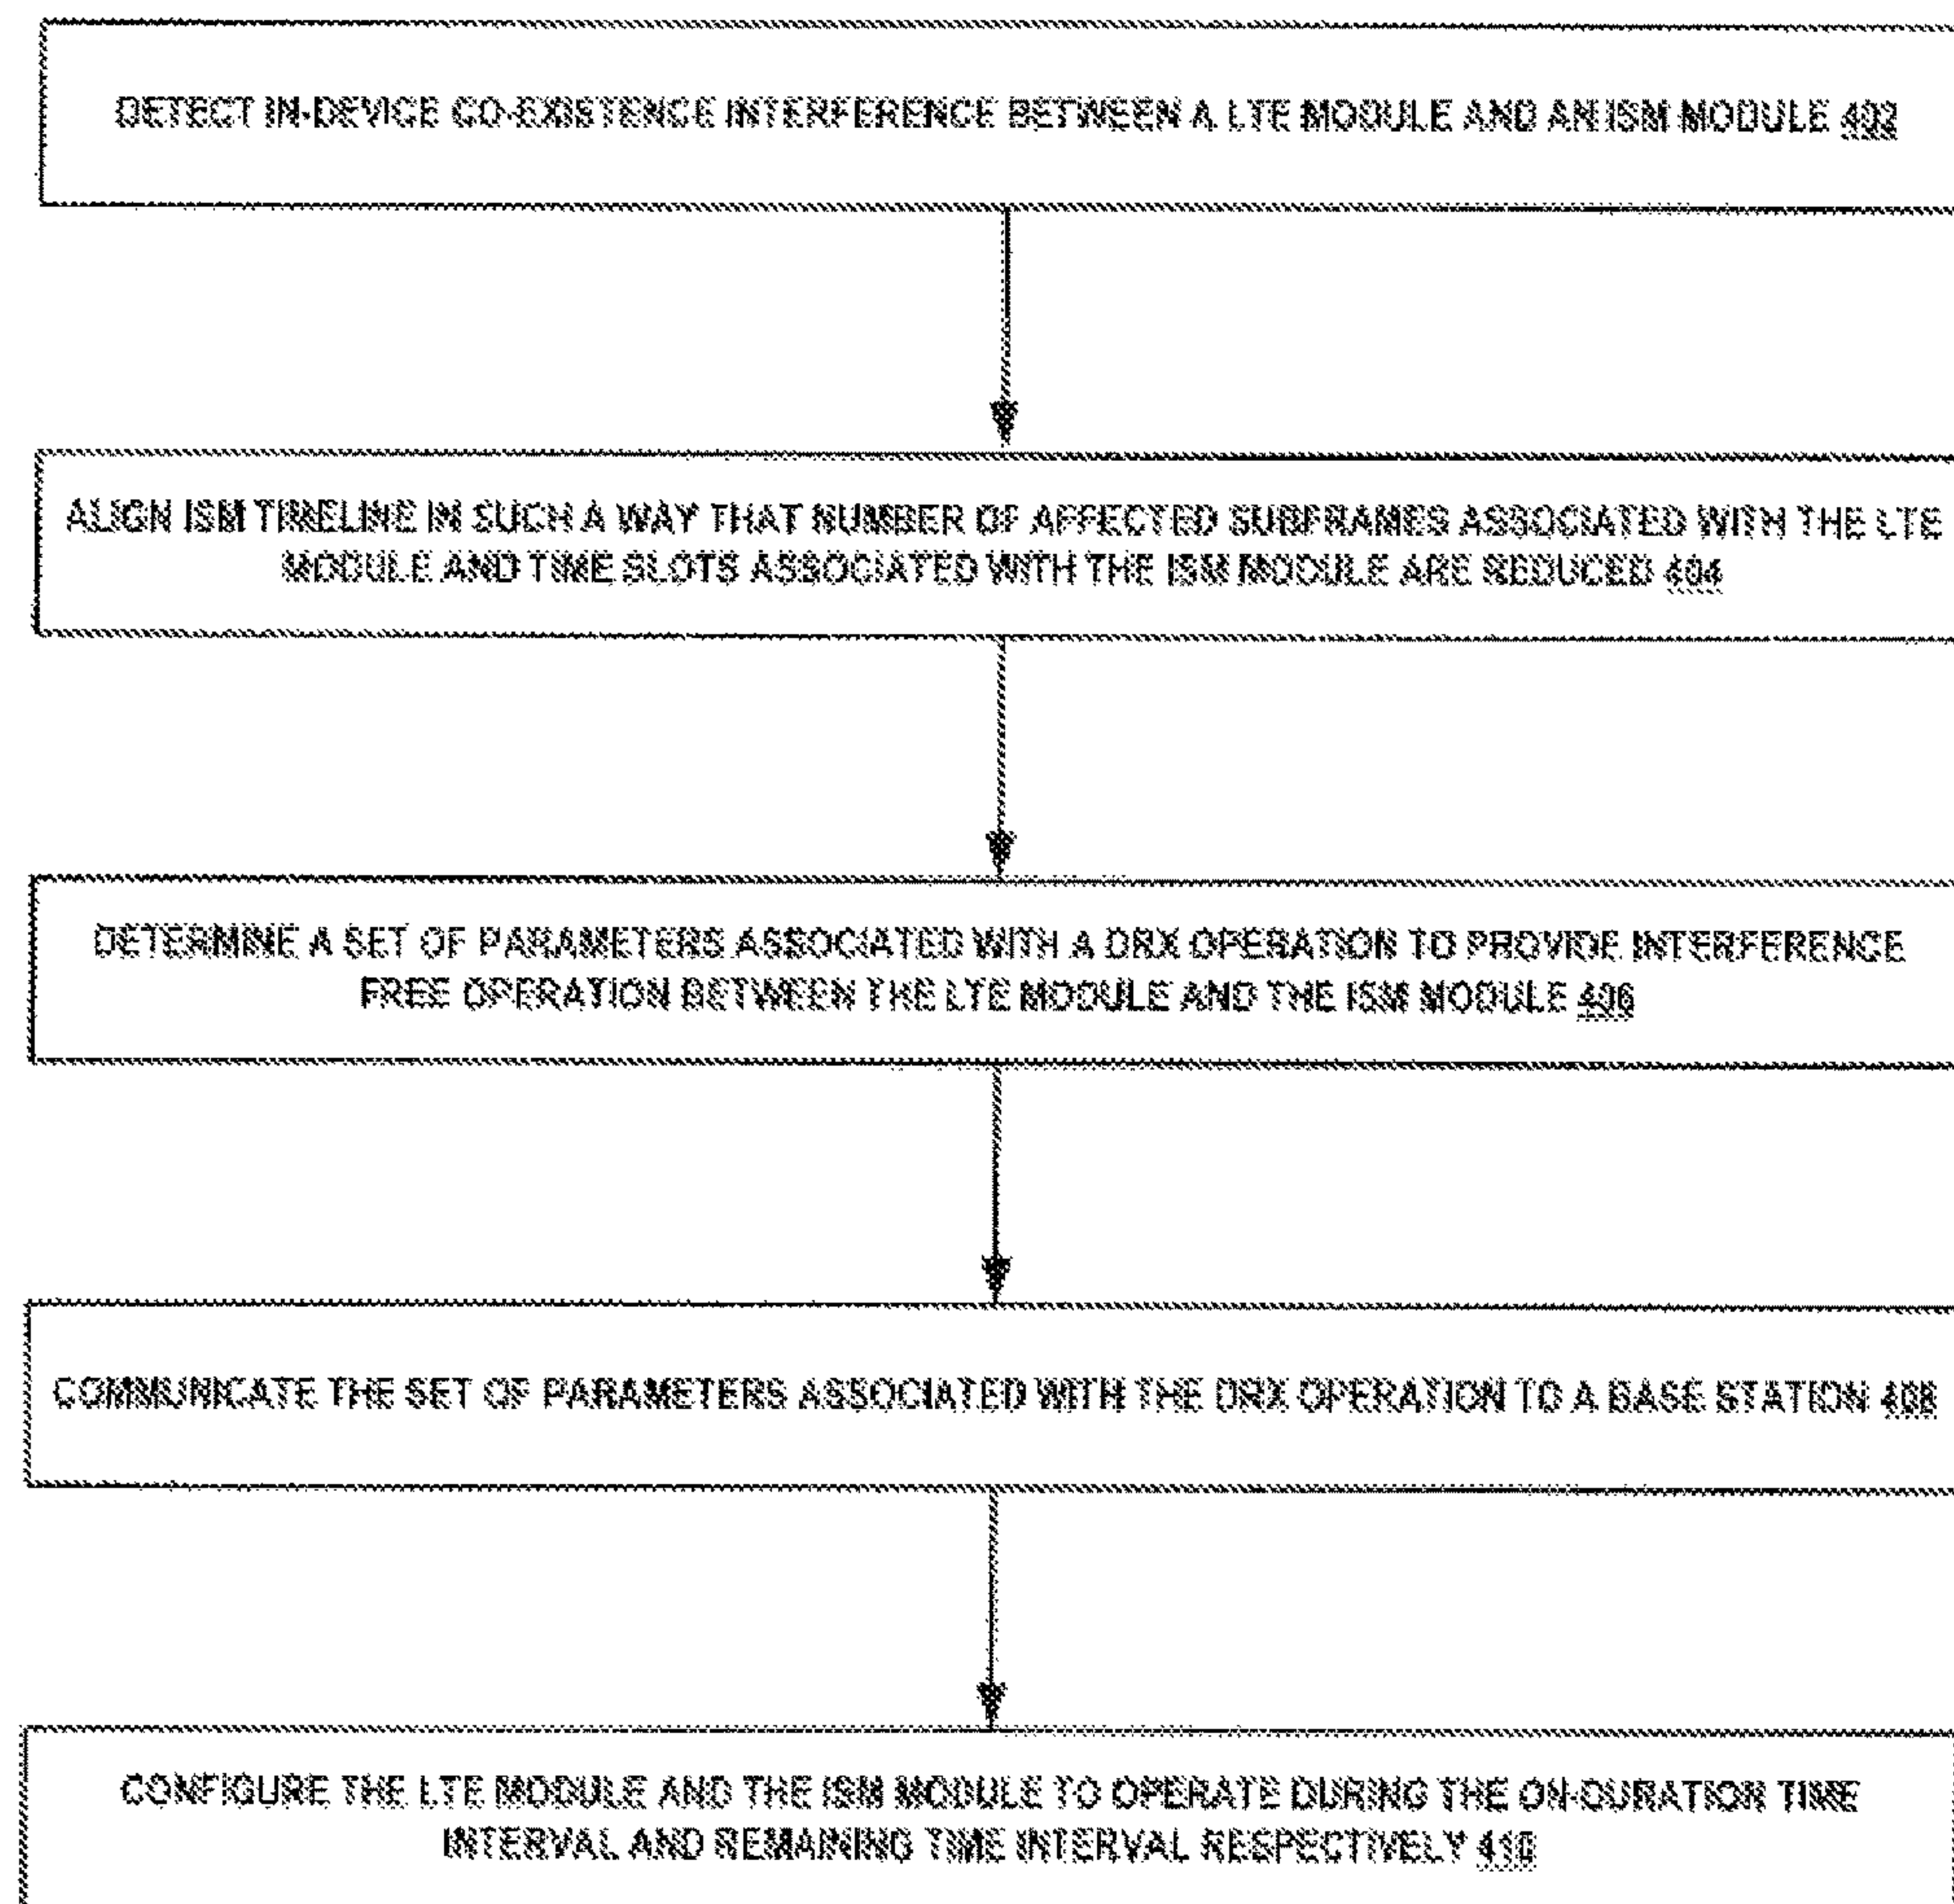 DETECT IN-DEVICE CO-EXISTENCE INTERFERENCE BETWEEN A LTE MODULE AND AN ISM MODULE 402
ALIGN ISM TIMELINE IN SUCH A WAY THAT NUMBER OF AFFECTED SUBFRAMES ASSOCIATED WITH THE LTE
MODULE AND TIME SLOTS ASSOCIATED WITH THE ISM MODULE ARE REDUCED 404
DETERMINE A SET OF PARAMETERS ASSOCIATED WITH A DRX OPERATION TO PROVIDE INTERFERENCE
FREE OPERATION BETWEEN THE LTE MODULE AND THE ISM MODULE 406
COMMUNICATE THE SET OF PARAMETERS ASSOCIATED WITH THE DRX OPERATION TO A BASE STATION 408
CONFIGURE THE LTE MODULE AND THE ISM MODULE TO OPERATE DURING THE ON-DURATION TIME
INTERVAL AND REMAINING TIME INTERVAL RESPECTIVELY 410